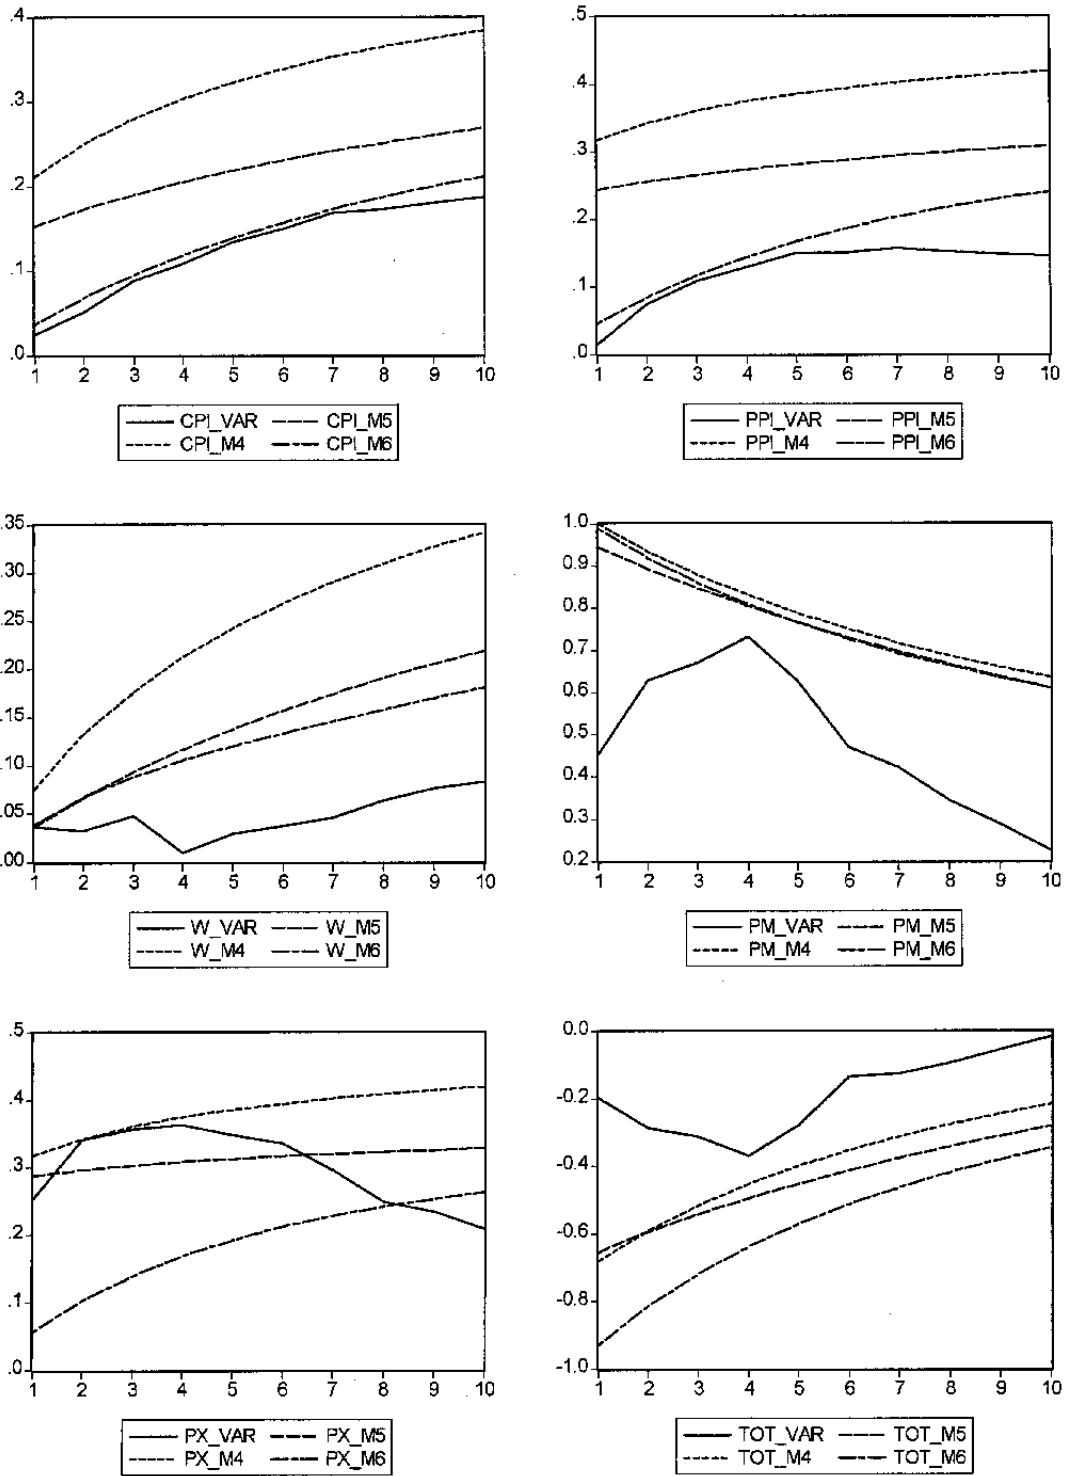 .4
.3
.2
.1
.0
1 2 3 4 5 6 7 8 9 10
CPI_VAR CPI_M5
CPI_M4 CPI_M6
.5
.4
.3
.2
.1
.0
1 2 3 4 5 6 7 8 9 10
PPI_VAR PPI_M5
PPI_M4 PPI_M6
.35
.30
.25
.20
.15
.10
.05
.00
1 2 3 4 5 6 7 8 9 10
W_VAR W_M5
W_M4 W_M6
1.0
0.9
0.8
0.7
0.6
0.5
0.4
0.3
0.2
1 2 3 4 5 6 7 8 9 10
PM_VAR PM_M5
PM_M4 PM_M6
.5
.4
.3
.2
.1
.0
1 2 3 4 5 6 7 8 9 10
PX_VAR PX_M5
PX_M4 PX_M6
0.0
-0.2
-0.4
-0.6
-0.8
-1.0
1 2 3 4 5 6 7 8 9 10
TOT_VAR TOT_M5
TOT_M4 TOT_M6